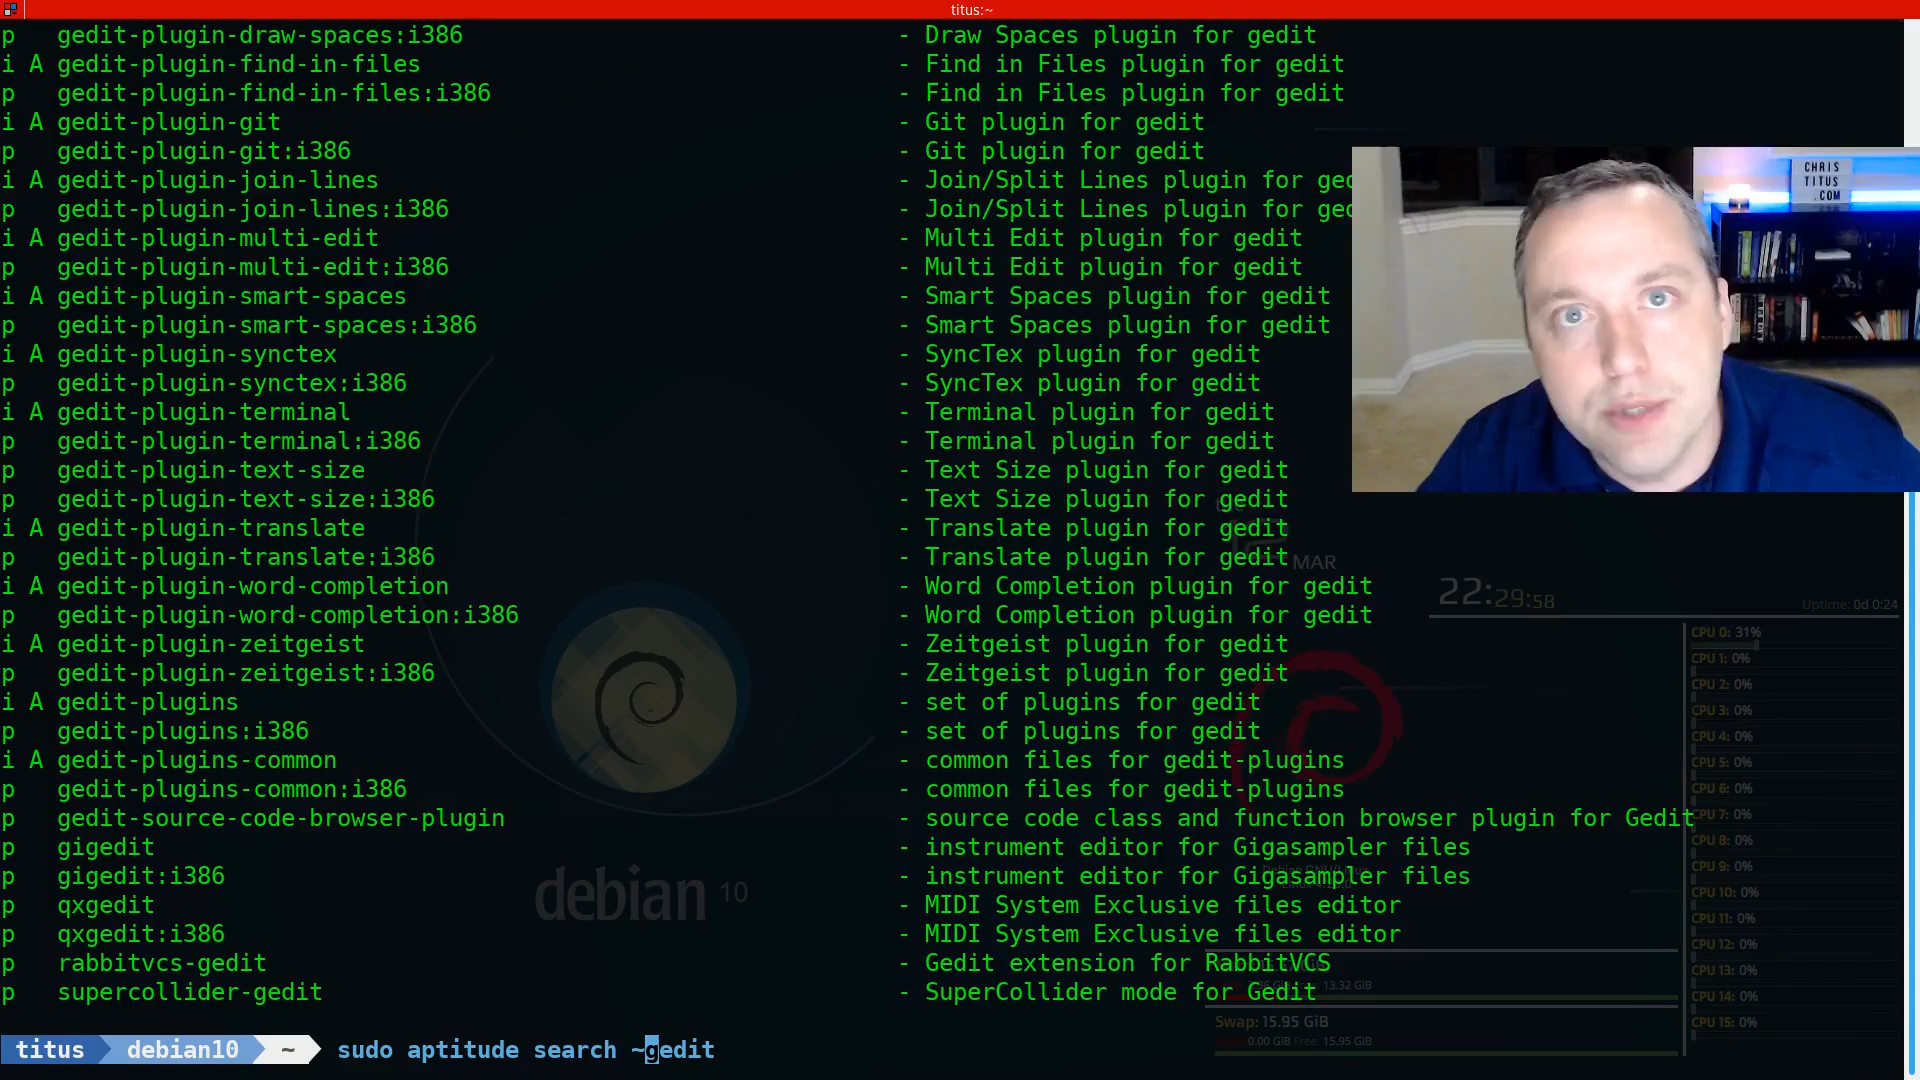 titus:~
p gedit-plugin-draw-spaces:i386 - Draw Spaces plugin for gedit
i A gedit-plugin-find-in-files - Find in Files plugin for gedit
p gedit-plugin-find-in-files:i386 - Find in Files plugin for gedit
i A gedit-plugin-git - Git plugin for gedit
p gedit-plugin-git:i386 - Git plugin for gedit
i A gedit-plugin-join-lines - Join/Split Lines plugin for
p gedit-plugin-join-lines:i386 - Join/Split Lines plugin for
i A gedit-plugin-multi-edit - Multi Edit plugin for gedit
p gedit-plugin-multi-edit:i386 - Multi Edit plugin for gedit
i A gedit-plugin-smart-spaces - Smart Spaces plugin for gedit
p gedit-plugin-smart-spaces:i386 - Smart Spaces plugin for gedit
i A gedit-plugin-synctex - SyncTex plugin for gedit
p gedit-plugin-synctex:i386 - SyncTex plugin for gedit
i A gedit-plugin-terminal - Terminal plugin for gedit
p gedit-plugin-terminal:i386 - Terminal plugin for gedit
p gedit-plugin-text-size - Text Size plugin for gedit
p gedit-plugin-text-size:i386 - Text Size plugin for gedit
i A gedit-plugin-translate - Translate plugin for gedit
p gedit-plugin-translate:i386 - Translate plugin for gedit
i A gedit-plugin-word-completion - Word Completion plugin for gedit
p gedit-plugin-word-completion:i386 - Word Completion plugin for gedit
i A gedit-plugin-zeitgeist - Zeitgeist plugin for gedit
p gedit-plugin-zeitgeist:i386 - Zeitgeist plugin for gedit
i A gedit-plugins - set of plugins for gedit
p gedit-plugins:i386 - set of plugins for gedit
i A gedit-plugins-common - common files for gedit-plugins
p gedit-plugins-common:i386 - common files for gedit-plugins
p gedit-source-code-browser-plugin - source code class and function browser plugin for Gedit
p gigedit - instrument editor for Gigasampler files
p gigedit:i386 - instrument editor for Gigasampler files
p qxgedit - MIDI System Exclusive files editor
p qxgedit:i386 - MIDI System Exclusive files editor
p rabbitvcs-gedit - Gedit extension for RabbitVCS
p supercollider-gedit - SuperCollider mode for Gedit
titus debian10 ~ sudo aptitude search ~gedit
CHRIS
TITUS
.COM
MAR
22:29:58
Uptime: 0d 0:24
CPU 0: 31%
CPU 1: 0%
CPU 2: 0%
CPU 3: 0%
CPU 4: 0%
CPU 5: 0%
CPU 6: 0%
CPU 7: 0%
CPU 8: 0%
CPU 9: 0%
CPU 10: 0%
CPU 11: 0%
CPU 12: 0%
CPU 13: 0%
CPU 14: 0%
CPU 15: 0%
debian 10
13.32 GiB
Swap: 15.95 GiB
0.00 GiB Free: 15.95 GiB